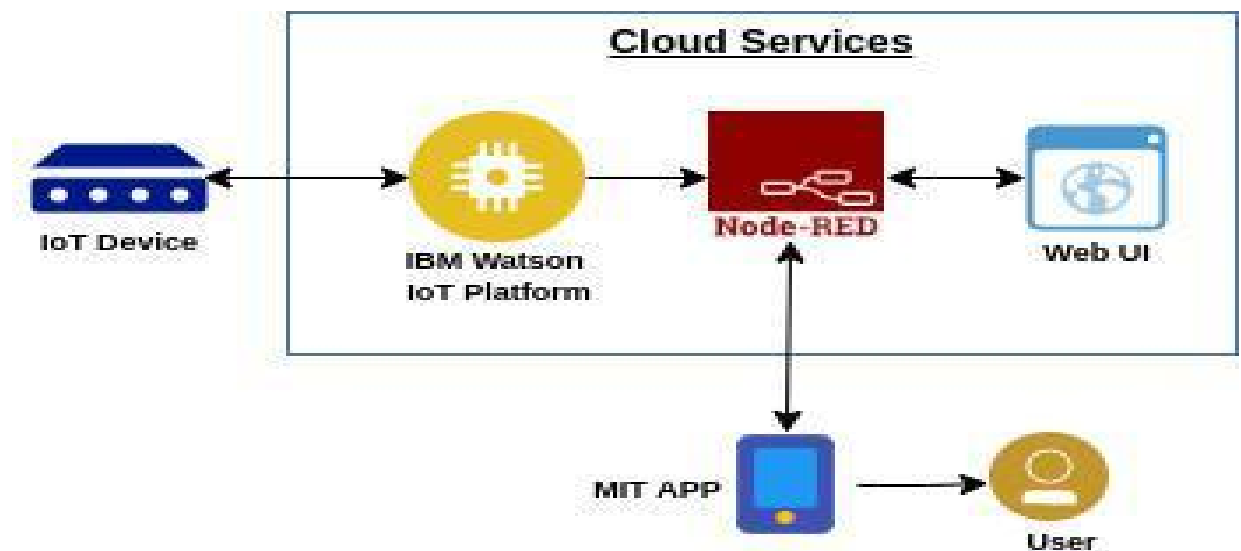 Cloud Services
IoT Device
IBM Watson
IoT Platform
Node-RED
Web UI
MIT APP
User